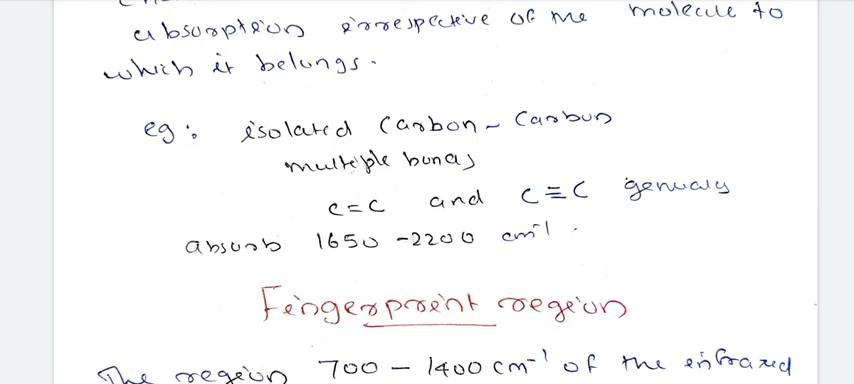 absorption irrespective of the molecule to
which it belongs.
eg: isolated Carbon - Carbon
multiple bonds
C=C and C≡C generaly
absorb 1650-2200 cm⁻¹.
Fingerprint region
The region 700 - 1400 cm⁻¹ of the infrared